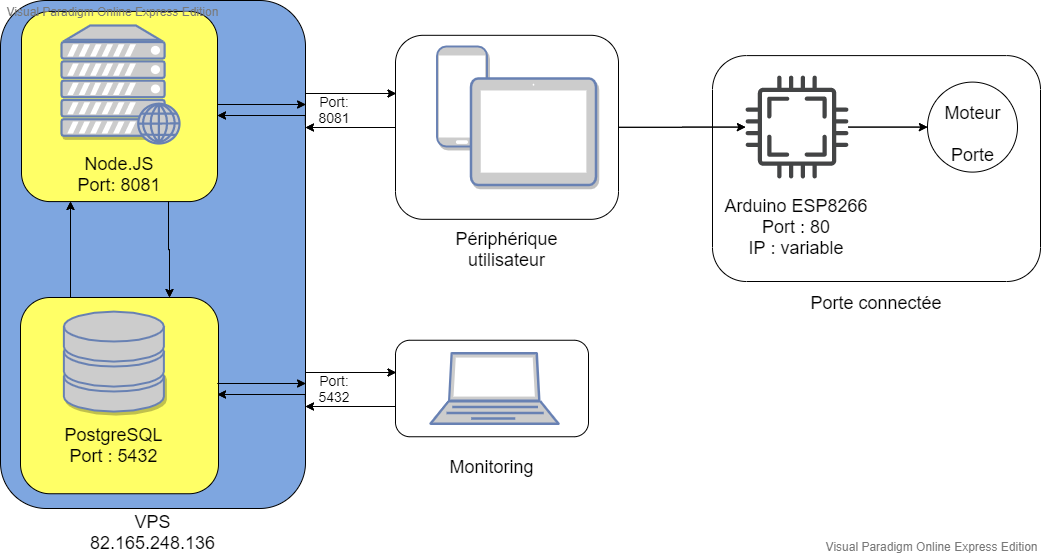 Visual Paradigm Online Express Edition
Node.JS
Port: 8081
Port:
8081
Périphérique
utilisateur
Moteur
Porte
Arduino ESP8266
Port : 80
IP : variable
Porte connectée
PostgreSQL
Port : 5432
Port:
5432
Monitoring
VPS
82.165.248.136
Visual Paradigm Online Express Edition